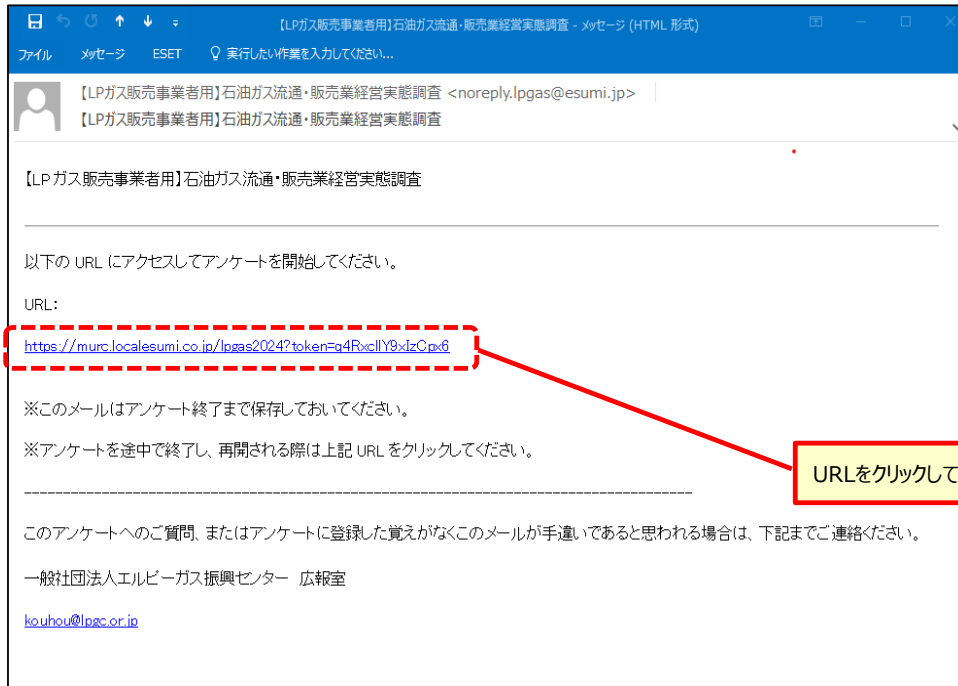 【LPガス販売事業者用】石油ガス流通・販売業経営実態調査 - メッセージ (HTML 形式)
ファイル メッセージ ESET 実行したい作業を入力してください...
【LPガス販売事業者用】石油ガス流通・販売業経営実態調査 <noreply.lpgas@esumi.jp>
【LPガス販売事業者用】石油ガス流通・販売業経営実態調査
【LPガス販売事業者用】石油ガス流通・販売業経営実態調査
以下の URL にアクセスしてアンケートを開始してください。
URL:
https://murc.localesumi.co.jp/lpgas2024?token=q4RxcllY9xIzCpx6
※このメールはアンケート終了まで保存しておいてください。
※アンケートを途中で終了し、再開される際は上記 URL をクリックしてください。
URLをクリックして
このアンケートへのご質問、またはアンケートに登録した覚えがなくこのメールが手違いであると思われる場合は、下記までご連絡ください。
一般社団法人エルピーガス振興センター 広報室
kouhou@lpgc.or.jp